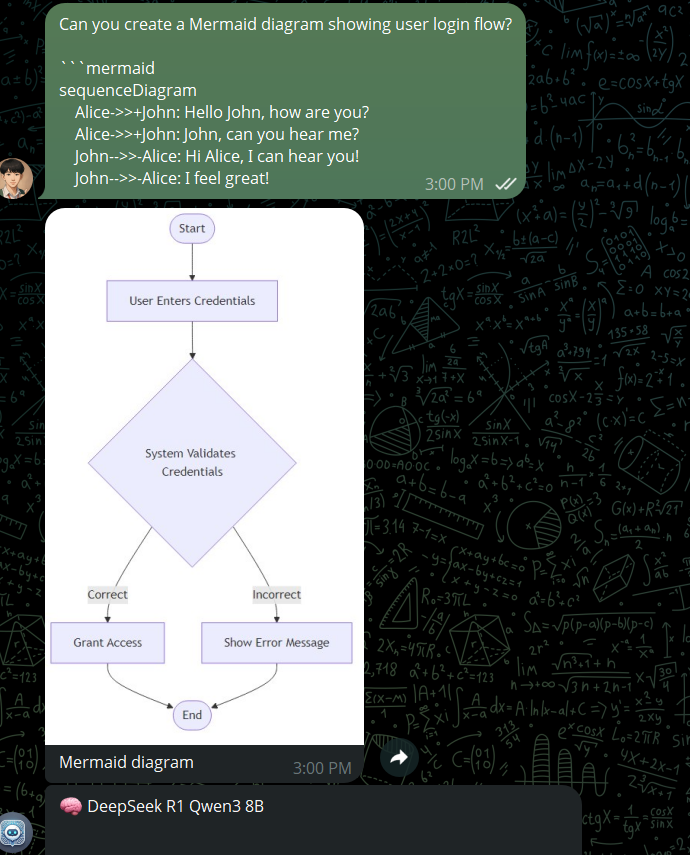 Can you create a Mermaid diagram showing user login flow?
```mermaid
sequenceDiagram
Alice->>+John: Hello John, how are you?
Alice->>+John: John, can you hear me?
John-->>-Alice: Hi Alice, I can hear you!
John-->>-Alice: I feel great!
3:00 PM
Start
User Enters Credentials
System Validates
Credentials
Correct
Incorrect
Grant Access
Show Error Message
End
Mermaid diagram
3:00 PM
🧠 DeepSeek R1 Qwen3 8B